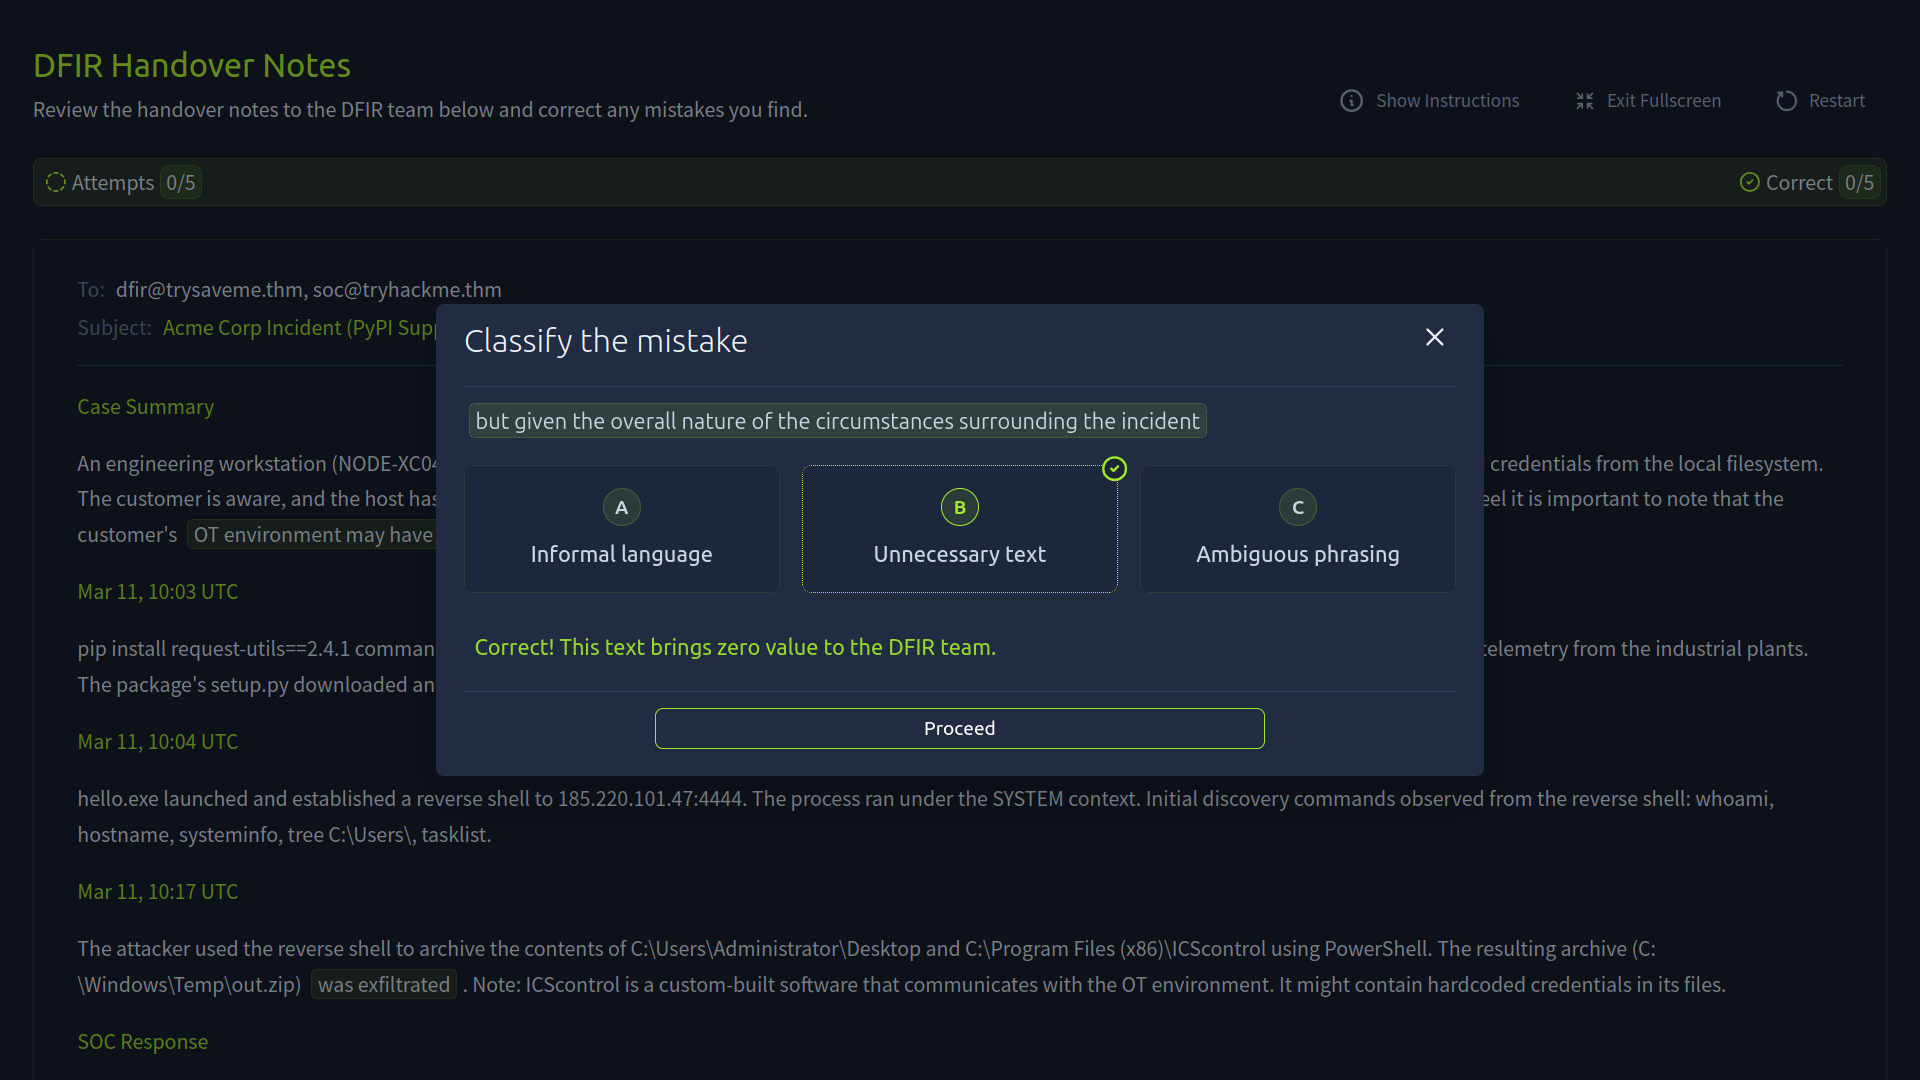 DFIR Handover Notes
Review the handover notes to the DFIR team below and correct any mistakes you find.
Show Instructions
Exit Fullscreen
Restart
Attempts 0/5
Correct 0/5
To: dfir@trysaveme.thm, soc@tryhackme.thm
Subject: Acme Corp Incident (PyPI
Classify the mistake
but given the overall nature of the circumstances surrounding the incident
A
Informal language
B
Unnecessary text
C
Ambiguous phrasing
Correct! This text brings zero value to the DFIR team.
Proceed
Case Summary
An engineering workstation credentials from the local filesystem.
The customer is aware, and the host it is important to note that the
customer's OT environment may have
Mar 11, 10:03 UTC
pip install request-utils==2.4.1 telemetry from the industrial plants.
The package's setup.py downloaded
Mar 11, 10:04 UTC
hello.exe launched and established a reverse shell to 185.220.101.47:4444. The process ran under the SYSTEM context. Initial discovery commands observed from the reverse shell: whoami,
hostname, systeminfo, tree C:\Users\, tasklist.
Mar 11, 10:17 UTC
The attacker used the reverse shell to archive the contents of C:\Users\Administrator\Desktop and C:\Program Files (x86)\ICScontrol using PowerShell. The resulting archive (C:
\Windows\Temp\out.zip) was exfiltrated . Note: ICScontrol is a custom-built software that communicates with the OT environment. It might contain hardcoded credentials in its files.
SOC Response